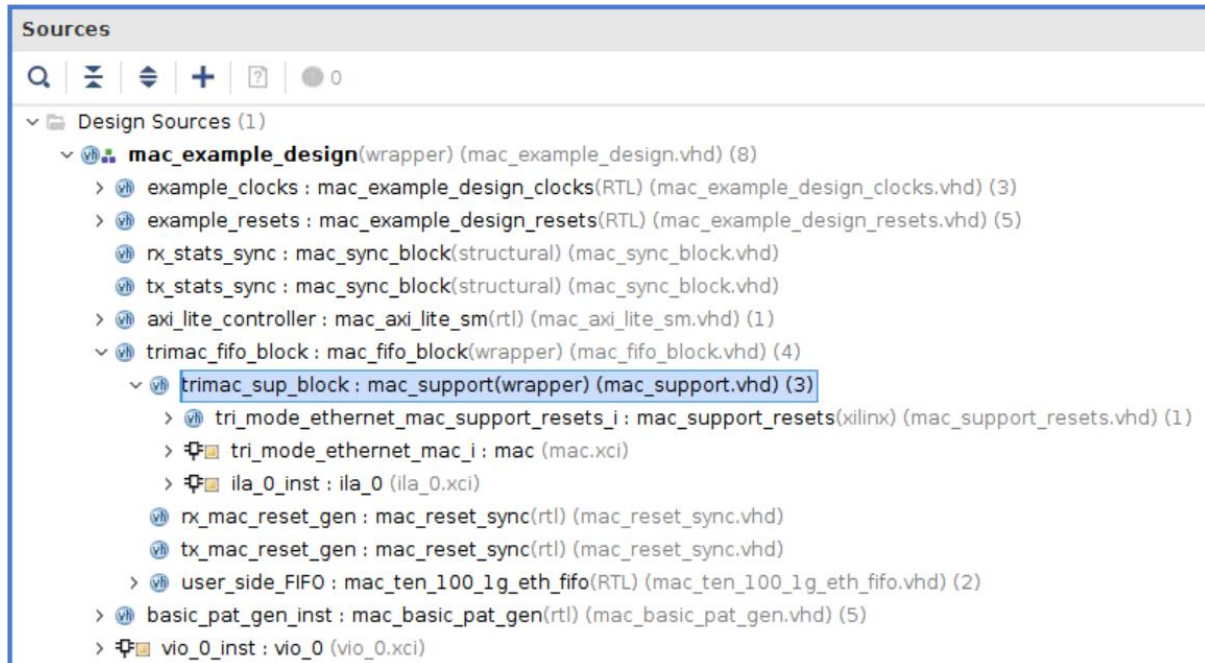 Sources
0
Design Sources (1)
mac_example_design(wrapper) (mac_example_design.vhd) (8)
example_clocks : mac_example_design_clocks(RTL) (mac_example_design_clocks.vhd) (3)
example_resets : mac_example_design_resets(RTL) (mac_example_design_resets.vhd) (5)
rx_stats_sync : mac_sync_block(structural) (mac_sync_block.vhd)
tx_stats_sync : mac_sync_block(structural) (mac_sync_block.vhd)
axi_lite_controller : mac_axi_lite_sm(rtl) (mac_axi_lite_sm.vhd) (1)
trimac_fifo_block : mac_fifo_block(wrapper) (mac_fifo_block.vhd) (4)
trimac_sup_block : mac_support(wrapper) (mac_support.vhd) (3)
tri_mode_ethernet_mac_support_resets_i : mac_support_resets(xilinx) (mac_support_resets.vhd) (1)
tri_mode_ethernet_mac_i : mac (mac.xci)
ila_0_inst : ila_0 (ila_0.xci)
rx_mac_reset_gen : mac_reset_sync(rtl) (mac_reset_sync.vhd)
tx_mac_reset_gen : mac_reset_sync(rtl) (mac_reset_sync.vhd)
user_side_FIFO : mac_ten_100_1g_eth_fifo(RTL) (mac_ten_100_1g_eth_fifo.vhd) (2)
basic_pat_gen_inst : mac_basic_pat_gen(rtl) (mac_basic_pat_gen.vhd) (5)
vio_0_inst : vio_0 (vio_0.xci)